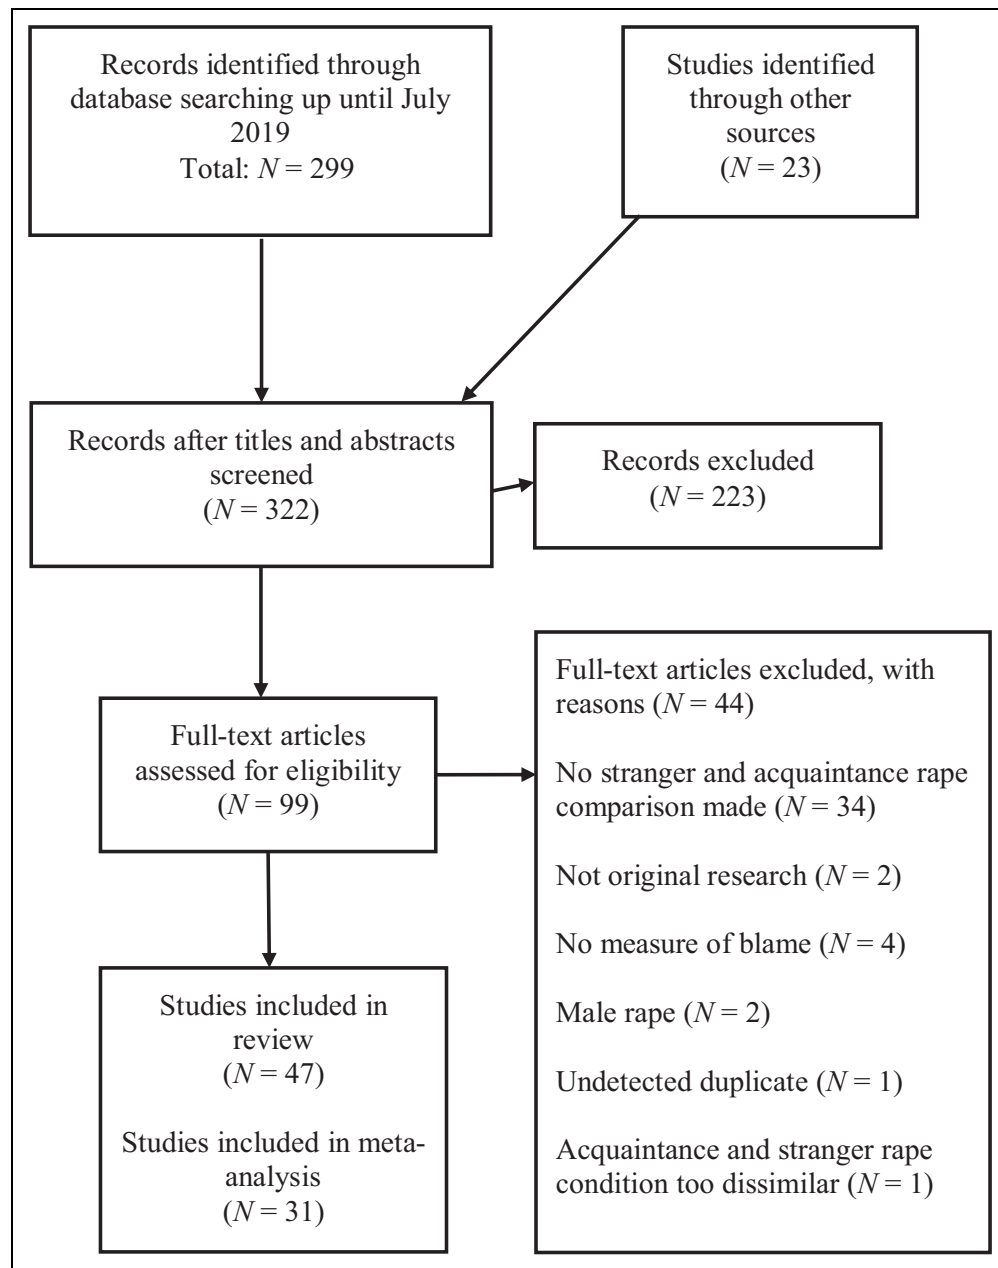 Records identified through
database searching up until July
2019
Total: N = 299
Studies identified
through other
sources
(N = 23)
Records after titles and abstracts
screened
(N = 322)
Records excluded
(N = 223)
Full-text articles
assessed for eligibility
(N = 99)
Full-text articles excluded, with
reasons (N = 44)
No stranger and acquaintance rape
comparison made (N = 34)
Not original research (N = 2)
No measure of blame (N = 4)
Male rape (N = 2)
Undetected duplicate (N = 1)
Acquaintance and stranger rape
condition too dissimilar (N = 1)
Studies included in
review
(N = 47)
Studies included in meta-
analysis
(N = 31)